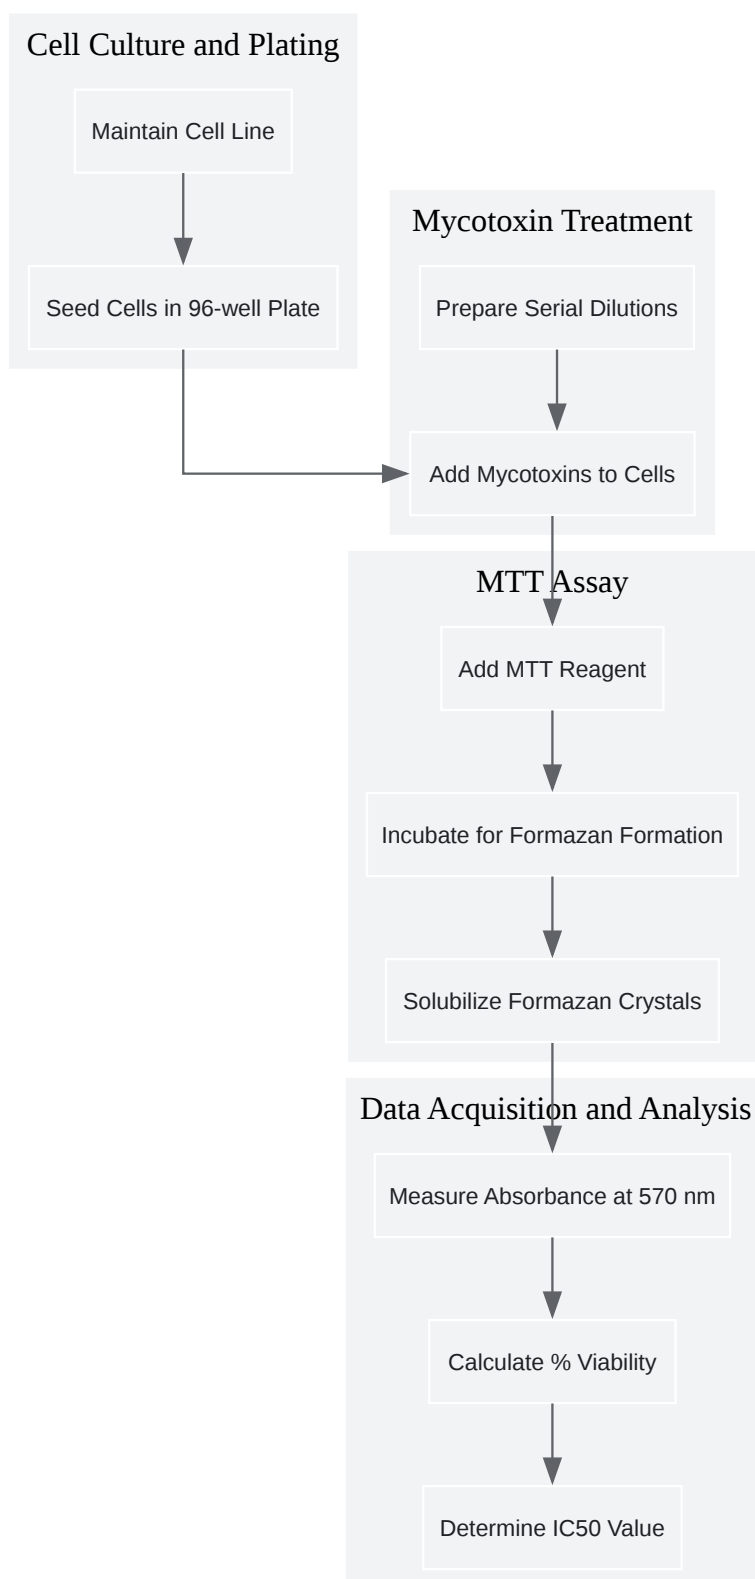 Cell Culture and Plating
Maintain Cell Line
Seed Cells in 96-well Plate
Mycotoxin Treatment
Prepare Serial Dilutions
Add Mycotoxins to Cells
MTT Assay
Add MTT Reagent
Incubate for Formazan Formation
Solubilize Formazan Crystals
Data Acquisition and Analysis
Measure Absorbance at 570 nm
Calculate % Viability
Determine IC50 Value